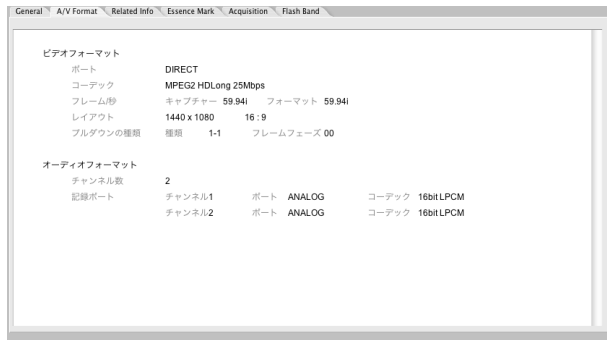 General A/V Format Related Info Essence Mark Acquisition Flash Band
ビデオフォーマット
ポート DIRECT
コーデック MPEG2 HDLong 25Mbps
フレーム/秒 キャプチャー 59.94i フォーマット 59.94i
レイアウト 1440 x 1080 16 : 9
プルダウンの種類 種類 1-1 フレームフェーズ 00
オーディオフォーマット
チャンネル数 2
記録ポート チャンネル1 ポート ANALOG コーデック 16bit LPCM
チャンネル2 ポート ANALOG コーデック 16bit LPCM